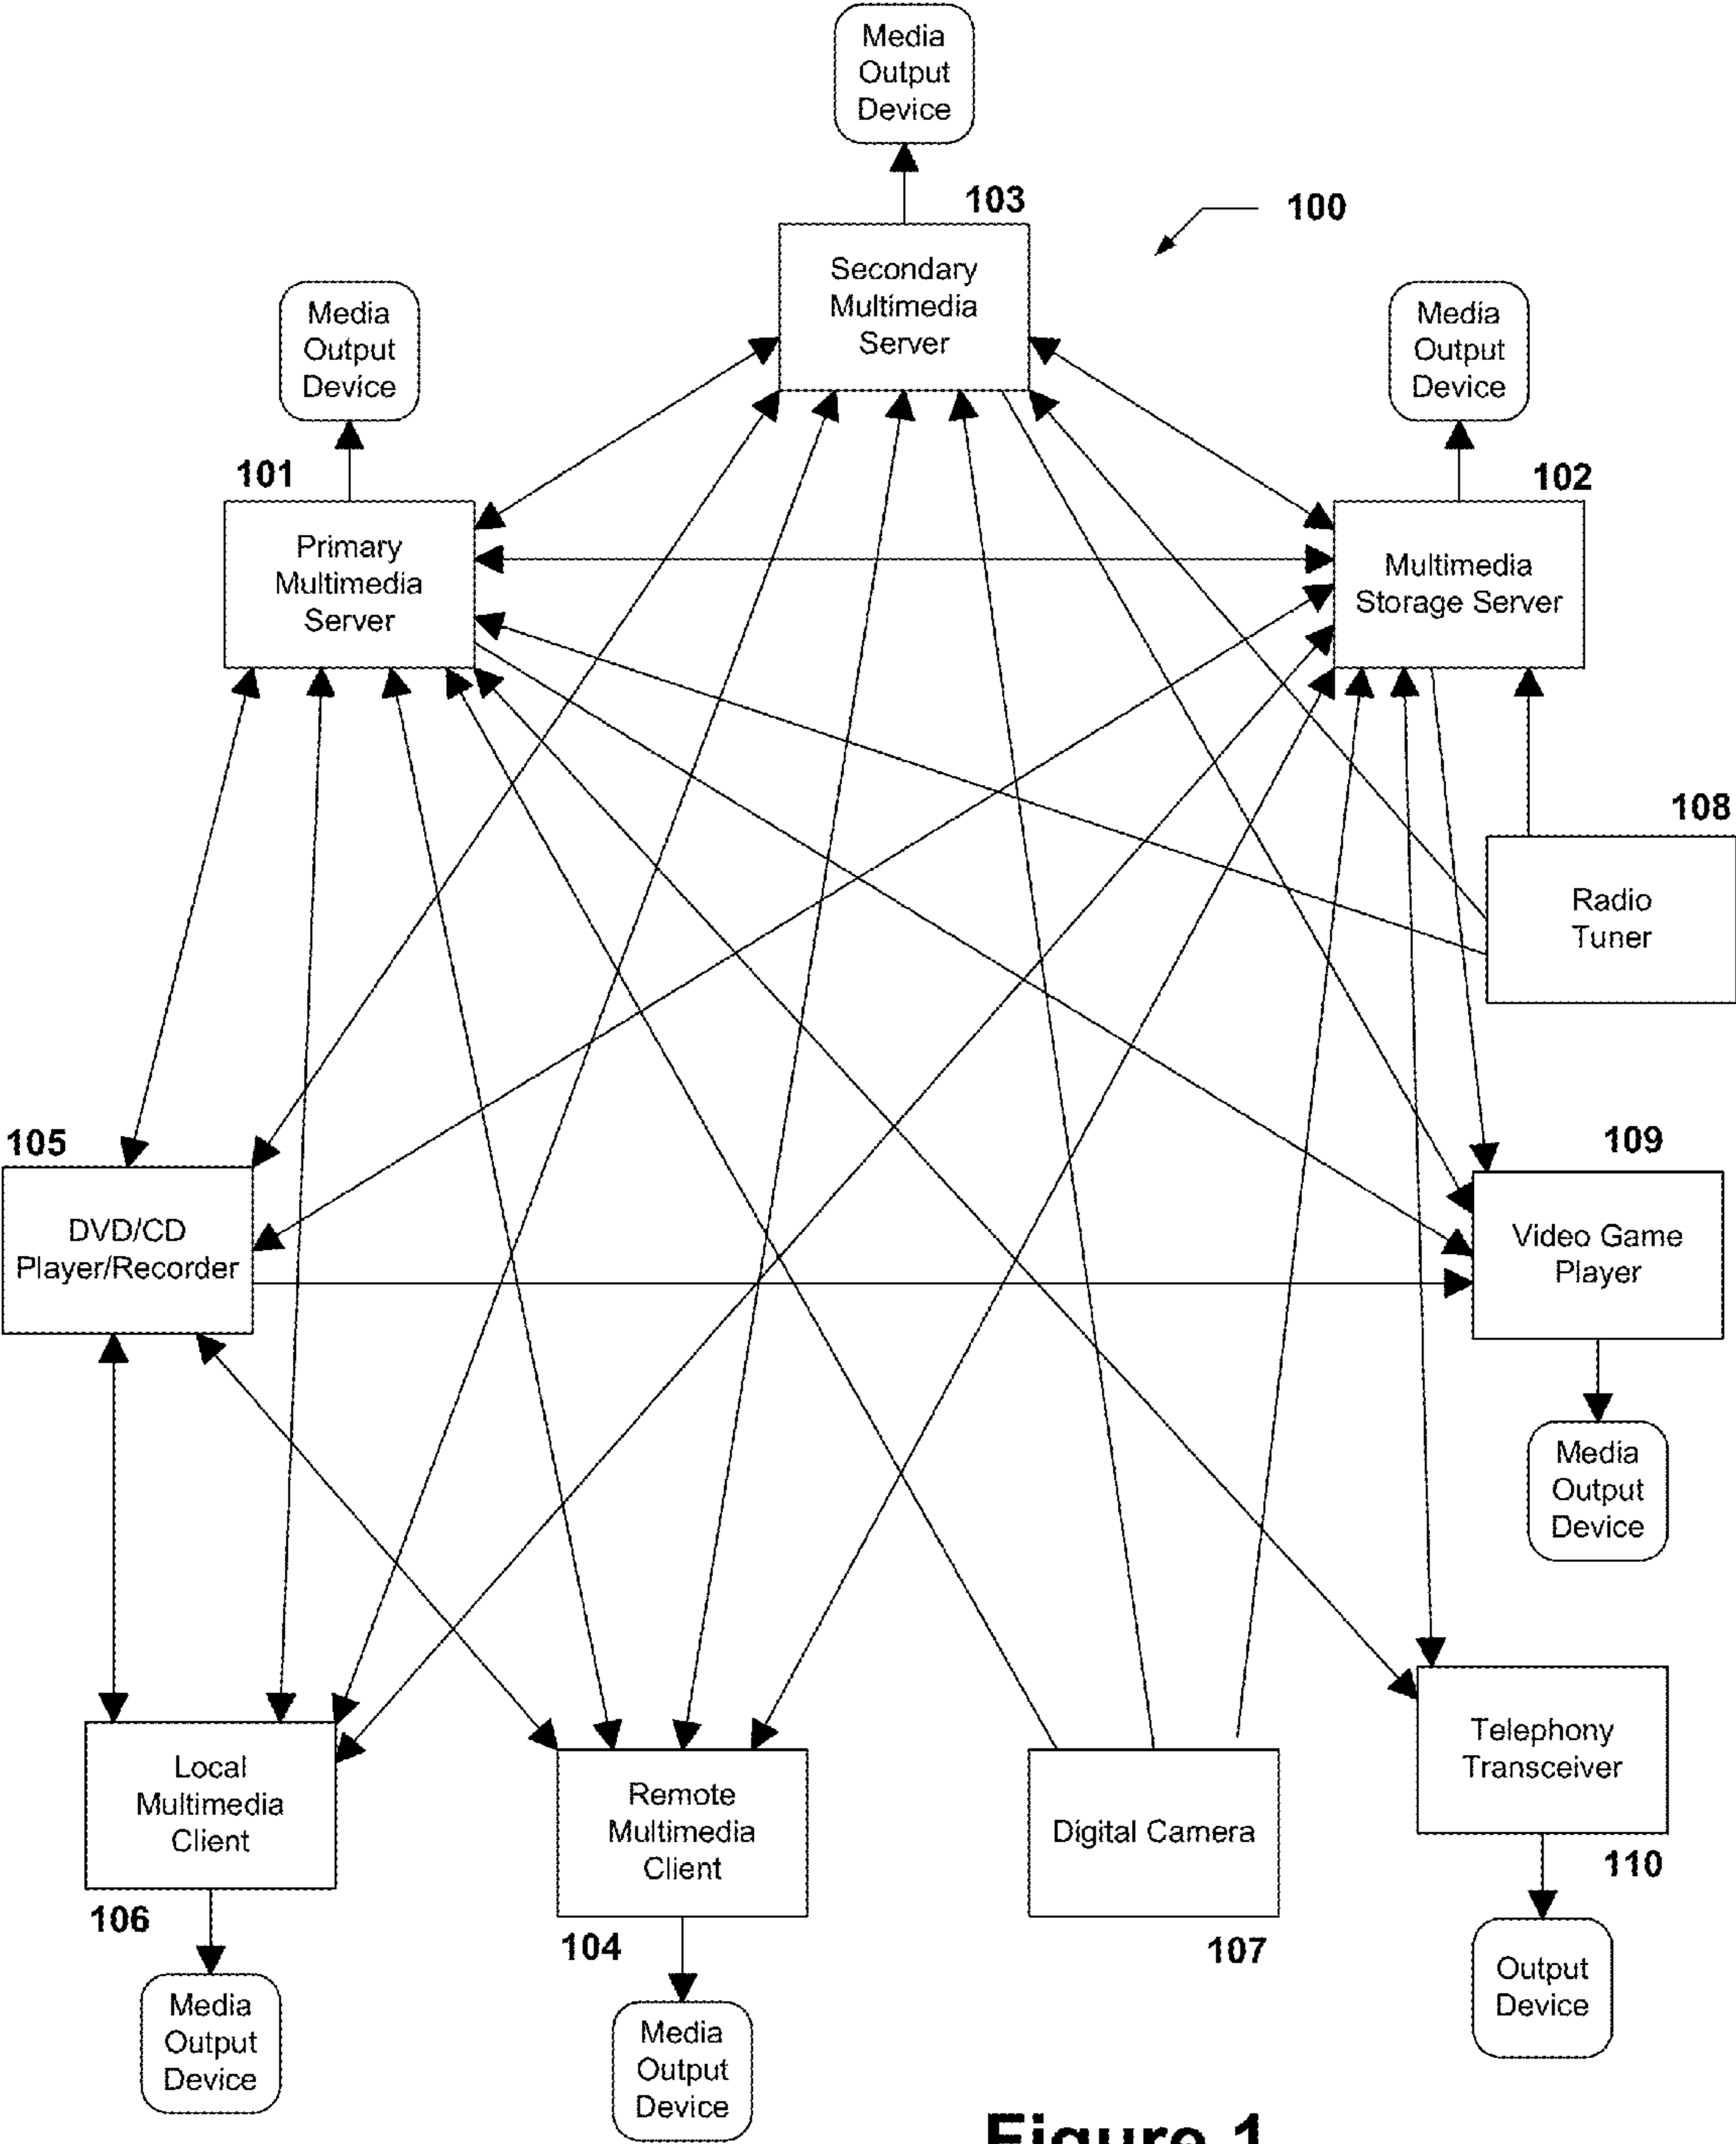 Media
Output
Device
103
100
Secondary
Multimedia
Server
Media
Output
Device
Media
Output
Device
101
102
Primary
Multimedia
Server
Multimedia
Storage Server
108
Radio
Tuner
105
109
DVD/CD
Player/Recorder
Video Game
Player
Media
Output
Device
Local
Multimedia
Client
Remote
Multimedia
Client
Digital Camera
Telephony
Transceiver
110
106
104
107
Media
Output
Device
Media
Output
Device
Output
Device
Figure 1